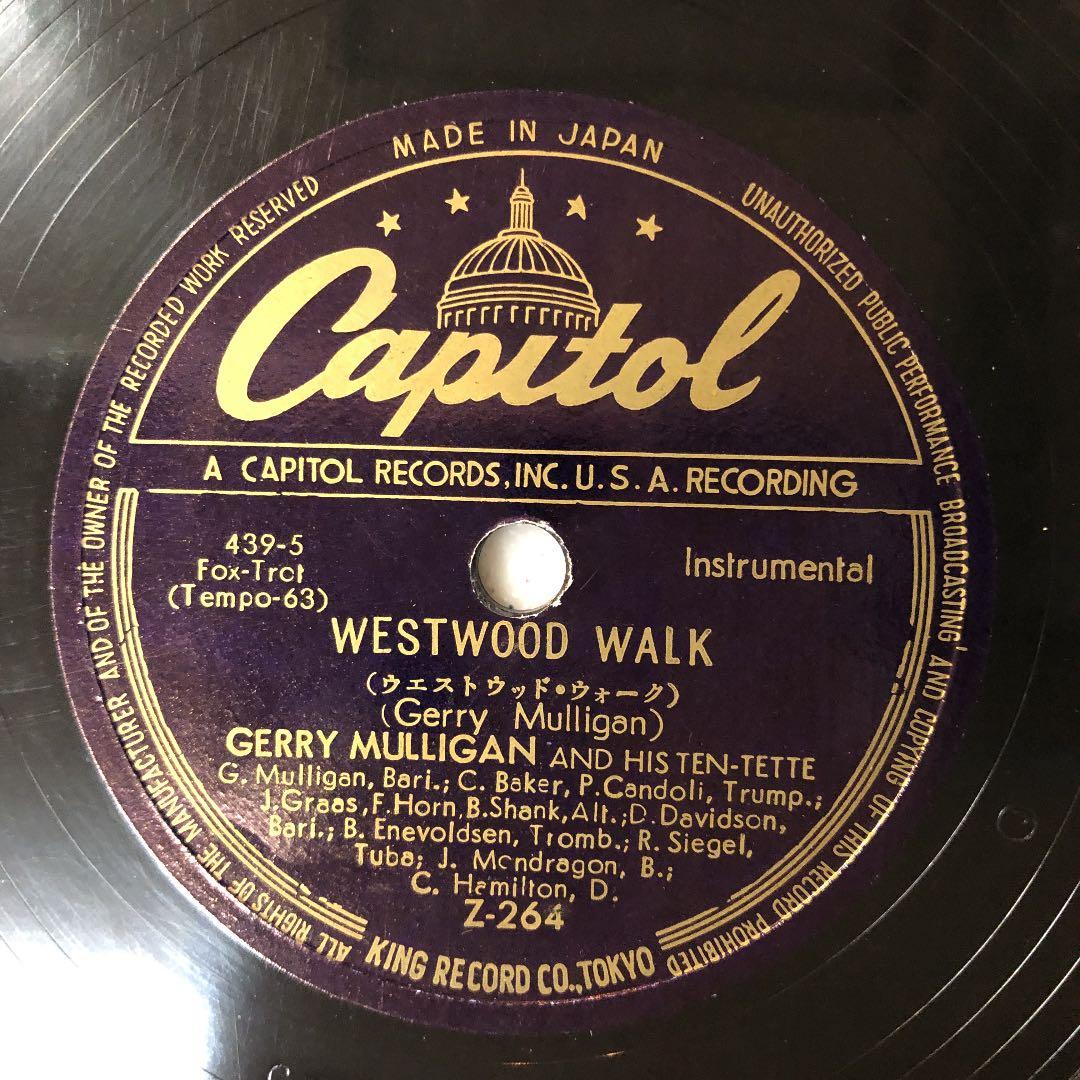 MADE IN JAPAN
Capitol
A CAPITOL RECORDS, INC. U. S. A. RECORDING
439-5
Fox-Trot
(Tempo-63)
Instrumental
WESTWOOD WALK
(ウエストウッド・ウォーク)
(Gerry Mulligan)
GERRY MULLIGAN AND HIS TEN-TETTE
G. Mulligan, Bari.; C. Baker, P. Candoli, Trump.;
J. Graas, F. Horn, B. Shank, Alt.; D. Davidson,
Bari.; B. Enevoldsen, Tromb.; R. Siegel,
Tuba; J. Mondragon, B.;
C. Hamilton, D.
Z-264
KING RECORD CO., TOKYO
ALL RIGHTS OF THE MANUFACTURER AND OF THE OWNER OF THE RECORDED WORK RESERVED
UNAUTHORIZED PUBLIC PERFORMANCE BROADCASTING AND COPYING OF THIS RECORD PROHIBITED